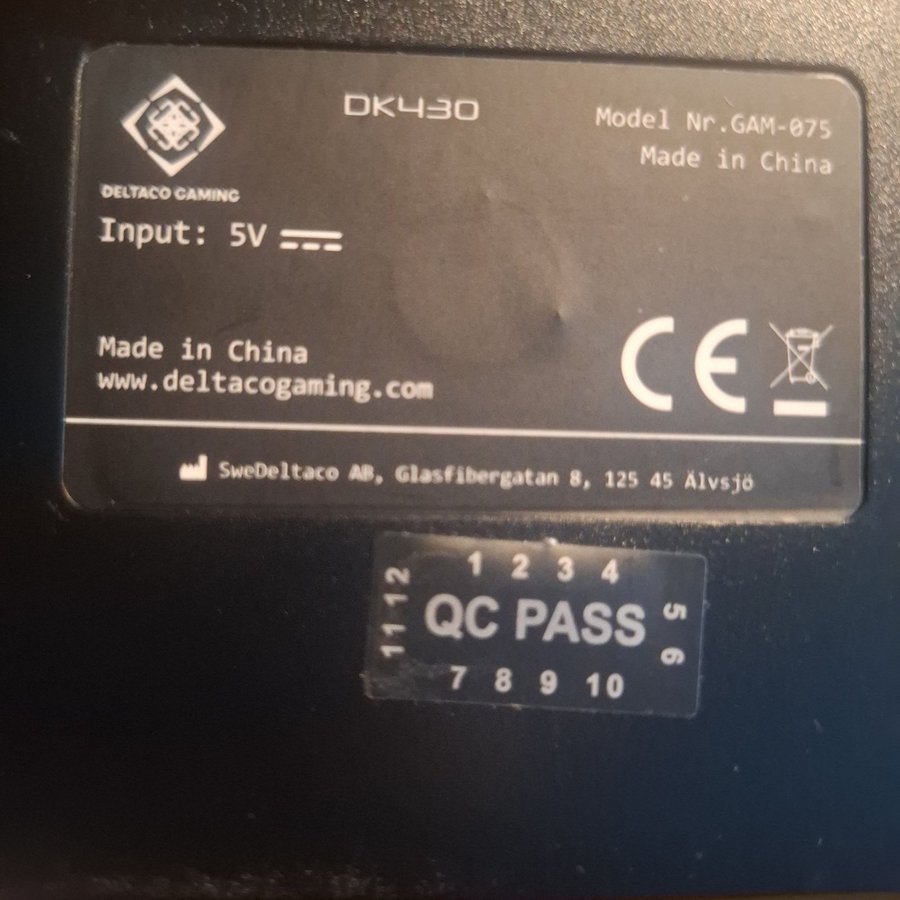 DK430
Model Nr.GAM-075
Made in China
DELTACO GAMING
Input: 5V
Made in China
www.deltacogaming.com
CE
SweDeltaco AB, Glasfibergatan 8, 125 45 Älvsjö
1 2 3 4
11 12
QC PASS
5 6
7 8 9 10